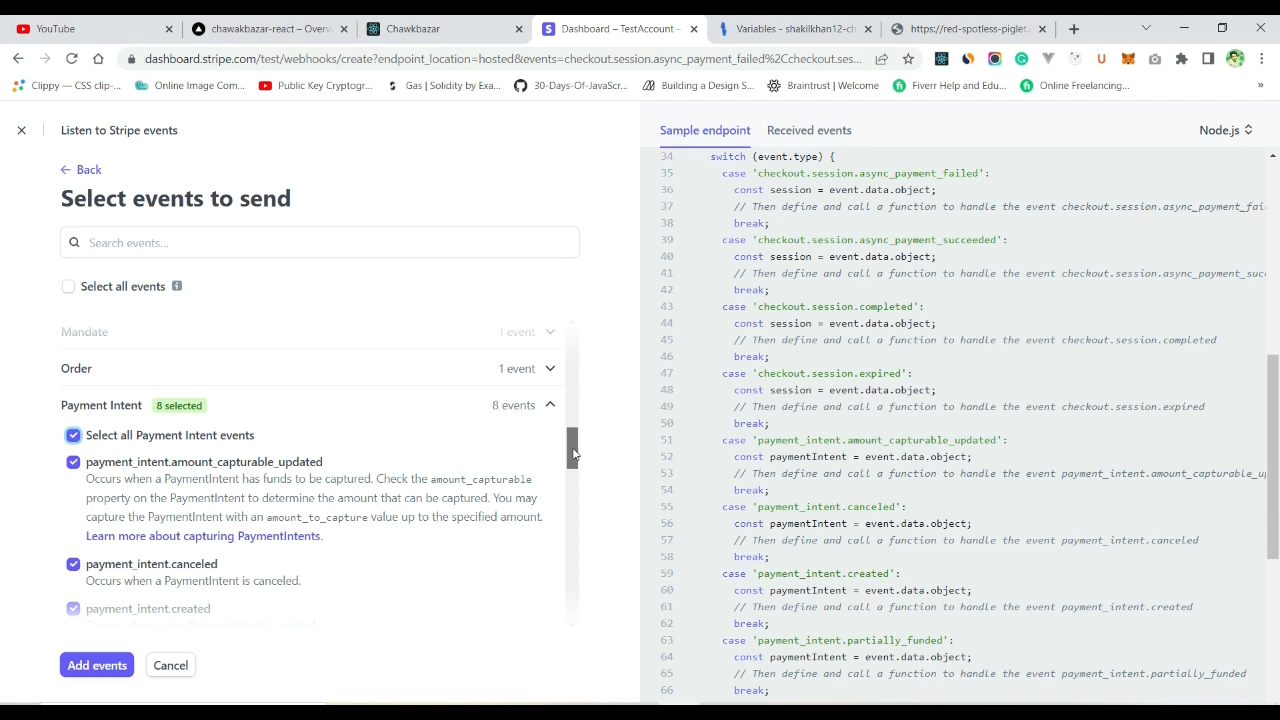 YouTube
chawakbazar-react – Overvi
Chawkbazar
Dashboard – TestAccount –
Variables - shakilkhan12-ch
https://red-spotless-piglet.
dashboard.stripe.com/test/webhooks/create?endpoint_location=hosted&events=checkout.session.async_payment_failed%2Ccheckout.ses...
Clippy — CSS clip-...
Online Image Com...
Public Key Cryptogr...
Gas | Solidity by Exa...
30-Days-Of-JavaScr...
Building a Design S...
Braintrust | Welcome
Fiverr Help and Edu...
Online Freelancing...
»
Listen to Stripe events
Back
Select events to send
Search events...
Select all events
Mandate 1 event
Order 1 event
Payment Intent 8 selected 8 events
Select all Payment Intent events
payment_intent.amount_capturable_updated
Occurs when a PaymentIntent has funds to be captured. Check the amount_capturable
property on the PaymentIntent to determine the amount that can be captured. You may
capture the PaymentIntent with an amount_to_capture value up to the specified amount.
Learn more about capturing PaymentIntents.
payment_intent.canceled
Occurs when a PaymentIntent is canceled.
payment_intent.created
Occurs when a new PaymentIntent is created.
Add events
Cancel
Sample endpoint
Received events
Node.js
34 switch (event.type) {
35 case 'checkout.session.async_payment_failed':
36 const session = event.data.object;
37 // Then define and call a function to handle the event checkout.session.async_payment_fai
38 break;
39 case 'checkout.session.async_payment_succeeded':
40 const session = event.data.object;
41 // Then define and call a function to handle the event checkout.session.async_payment_suc
42 break;
43 case 'checkout.session.completed':
44 const session = event.data.object;
45 // Then define and call a function to handle the event checkout.session.completed
46 break;
47 case 'checkout.session.expired':
48 const session = event.data.object;
49 // Then define and call a function to handle the event checkout.session.expired
50 break;
51 case 'payment_intent.amount_capturable_updated':
52 const paymentIntent = event.data.object;
53 // Then define and call a function to handle the event payment_intent.amount_capturable_u
54 break;
55 case 'payment_intent.canceled':
56 const paymentIntent = event.data.object;
57 // Then define and call a function to handle the event payment_intent.canceled
58 break;
59 case 'payment_intent.created':
60 const paymentIntent = event.data.object;
61 // Then define and call a function to handle the event payment_intent.created
62 break;
63 case 'payment_intent.partially_funded':
64 const paymentIntent = event.data.object;
65 // Then define and call a function to handle the event payment_intent.partially_funded
66 break;